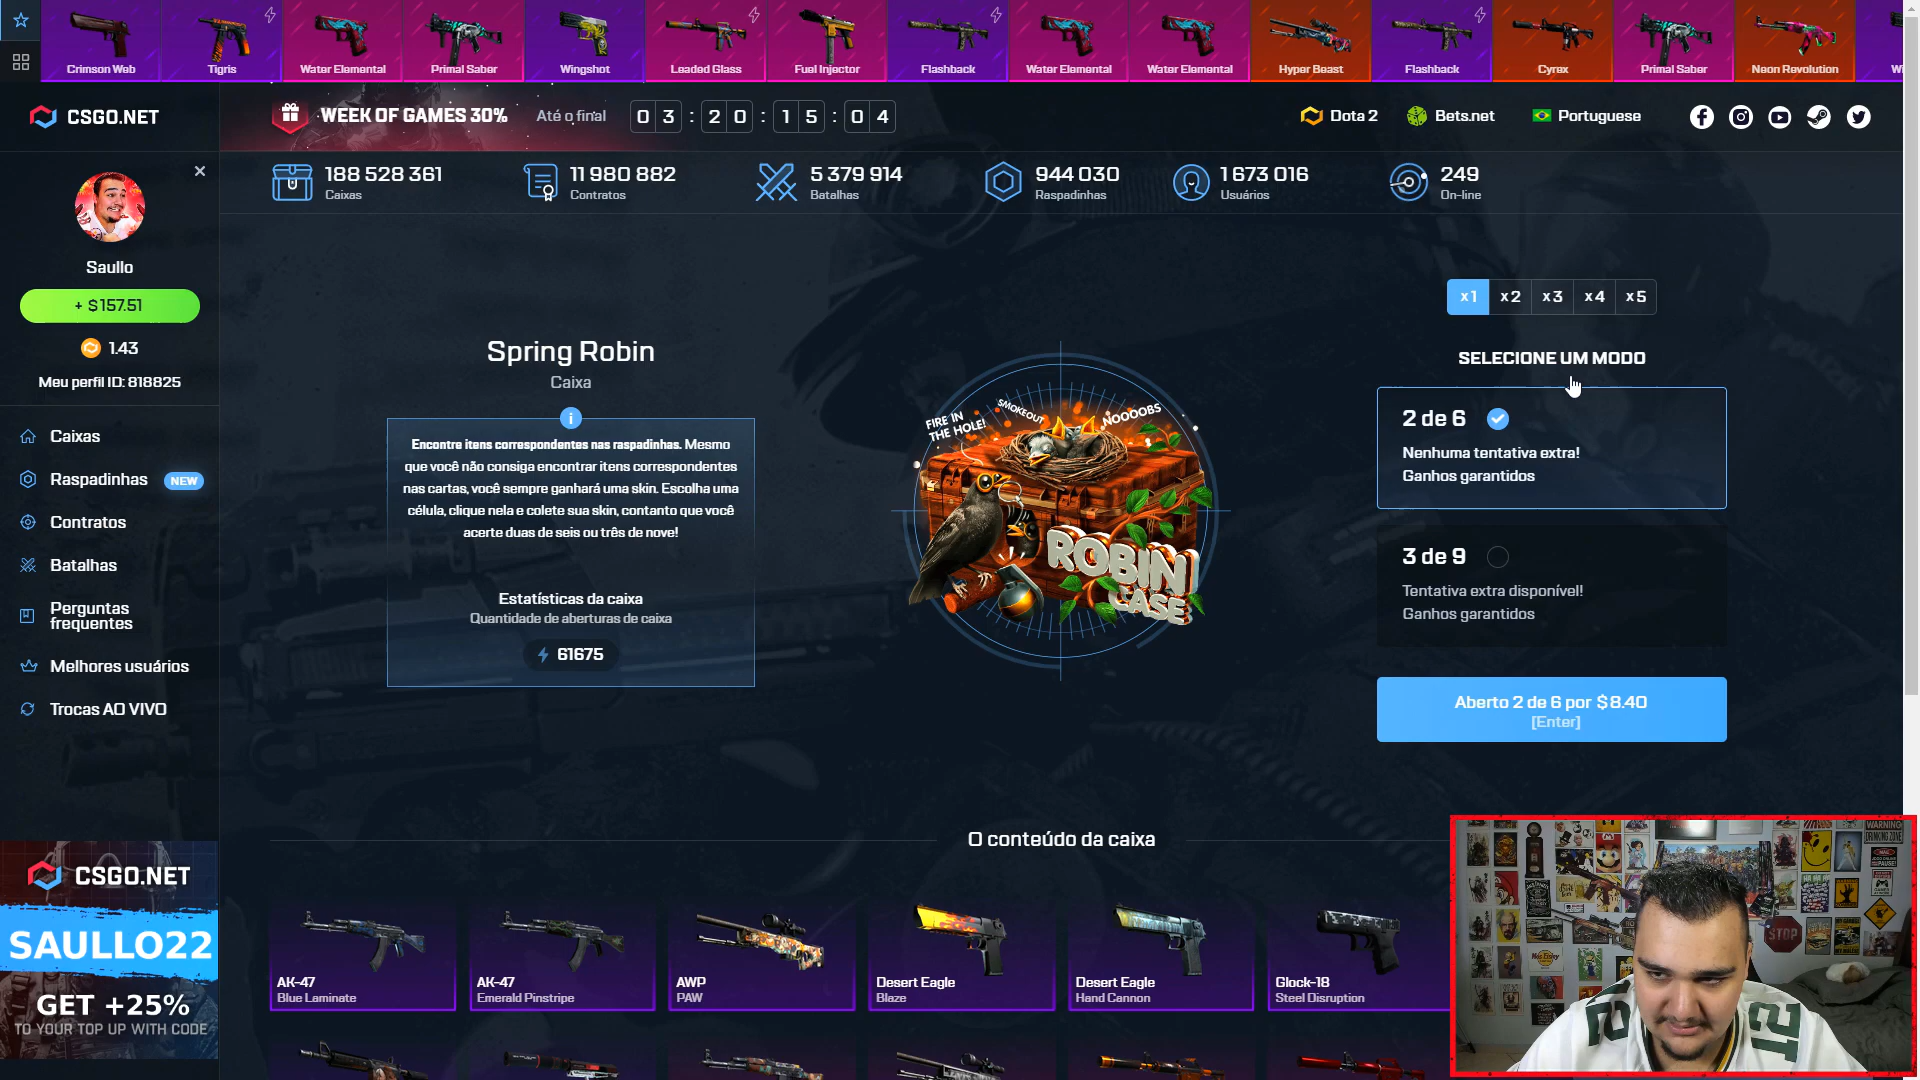 Crimson Web
Tigris
Water Elemental
Primal Saber
Wingshot
Leaded Glass
Fuel Injector
Flashback
Water Elemental
Water Elemental
Hyper Beast
Flashback
Cyrex
Primal Saber
Neon Revolution
CSGO.NET
WEEK OF GAMES 30%
Até o final
03 : 20 : 15 : 04
Dota 2
Bets.net
Portuguese
188 528 361
Caixas
11 980 882
Contratos
5 379 914
Batalhas
944 030
Raspadinhas
1 673 016
Usuários
249
On-line
Saullo
+ $157.51
1.43
Meu perfil ID: 818825
Caixas
Raspadinhas NEW
Contratos
Batalhas
Perguntas
frequentes
Melhores usuários
Trocas AO VIVO
CSGO.NET
SAULLO22
GET +25%
TO YOUR TOP UP WITH CODE
Spring Robin
Caixa
i
Encontre itens correspondentes nas raspadinhas. Mesmo
que você não consiga encontrar itens correspondentes
nas cartas, você sempre ganhará uma skin. Escolha uma
célula, clique nela e colete sua skin, contanto que você
acerte duas de seis ou três de nove!
Estatísticas da caixa
Quantidade de aberturas de caixa
61675
FIRE IN
THE HOLE!
SMOKEOUT
NOOOOBS
ROBIN
CASE
x1 x2 x3 x4 x5
SELECIONE UM MODO
2 de 6
Nenhuma tentativa extra!
Ganhos garantidos
3 de 9
Tentativa extra disponível!
Ganhos garantidos
Aberto 2 de 6 por $8.40
[Enter]
O conteúdo da caixa
AK-47
Blue Laminate
AK-47
Emerald Pinstripe
AWP
PAW
Desert Eagle
Blaze
Desert Eagle
Hand Cannon
Glock-18
Steel Disruption
WARNING
STOP
12